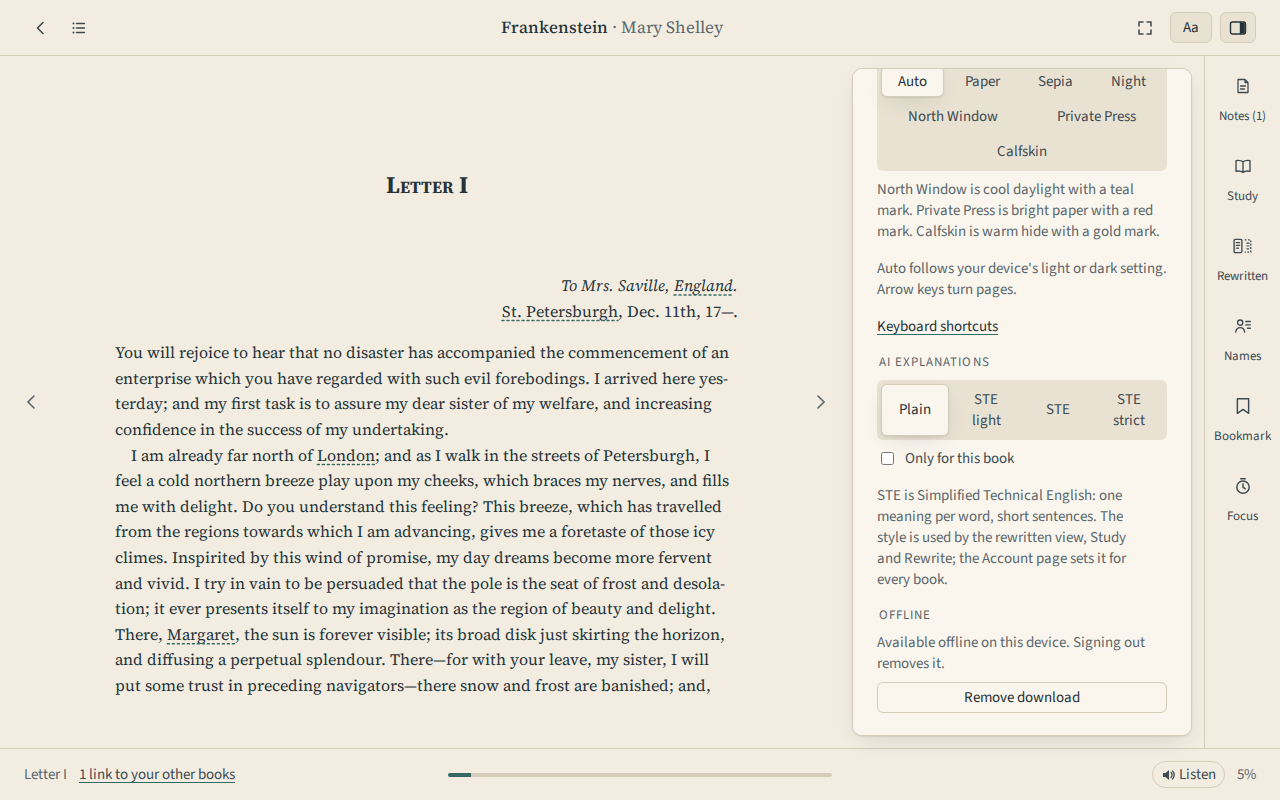 Frankenstein · Mary Shelley
Aa
Letter I
To Mrs. Saville, England.
St. Petersburgh, Dec. 11th, 17—.
You will rejoice to hear that no disaster has accompanied the commencement of an
enterprise which you have regarded with such evil forebodings. I arrived here yes-
terday; and my first task is to assure my dear sister of my welfare, and increasing
confidence in the success of my undertaking.
I am already far north of London; and as I walk in the streets of Petersburgh, I
feel a cold northern breeze play upon my cheeks, which braces my nerves, and fills
me with delight. Do you understand this feeling? This breeze, which has travelled
from the regions towards which I am advancing, gives me a foretaste of those icy
climes. Inspirited by this wind of promise, my day dreams become more fervent
and vivid. I try in vain to be persuaded that the pole is the seat of frost and desola-
tion; it ever presents itself to my imagination as the region of beauty and delight.
There, Margaret, the sun is forever visible; its broad disk just skirting the horizon,
and diffusing a perpetual splendour. There—for with your leave, my sister, I will
put some trust in preceding navigators—there snow and frost are banished; and,
Auto Paper Sepia Night
North Window Private Press
Calfskin
North Window is cool daylight with a teal
mark. Private Press is bright paper with a red
mark. Calfskin is warm hide with a gold mark.
Auto follows your device's light or dark setting.
Arrow keys turn pages.
Keyboard shortcuts
AI EXPLANATIONS
Plain STE light STE STE strict
Only for this book
STE is Simplified Technical English: one
meaning per word, short sentences. The
style is used by the rewritten view, Study
and Rewrite; the Account page sets it for
every book.
OFFLINE
Available offline on this device. Signing out
removes it.
Remove download
Notes (1)
Study
Rewritten
Names
Bookmark
Focus
Letter I 1 link to your other books
Listen 5%